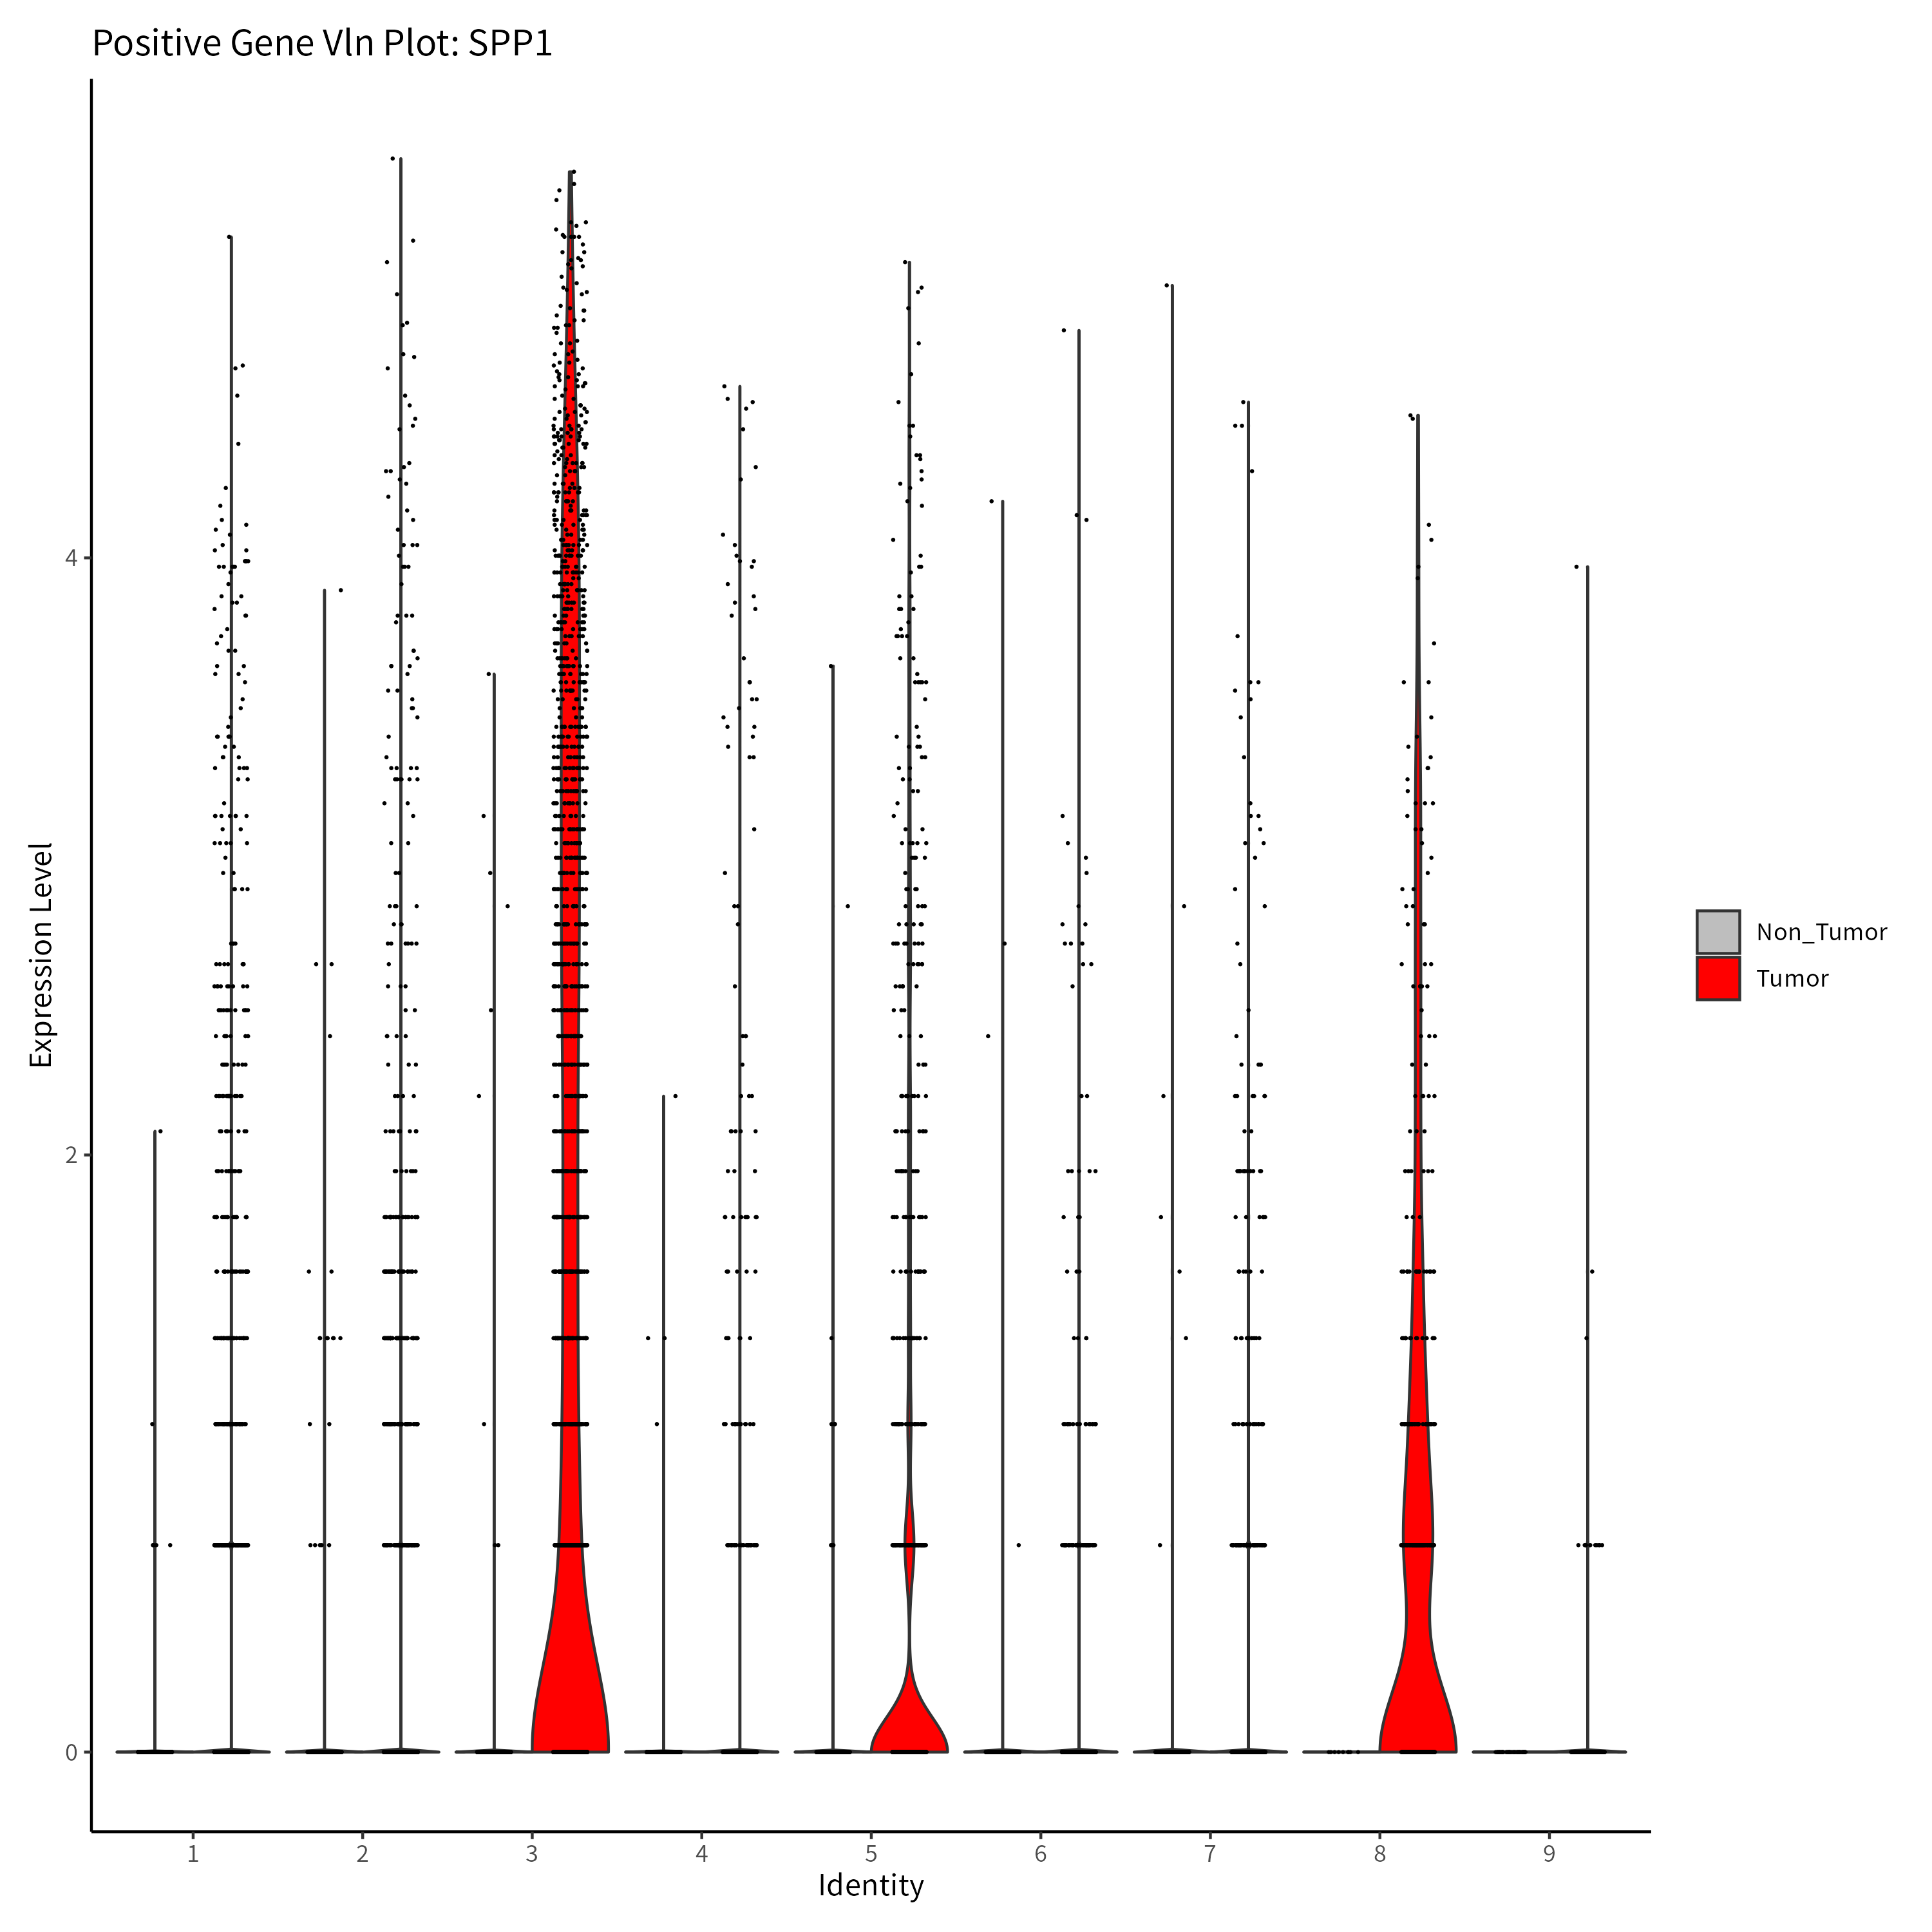 Positive Gene Vln Plot: SPP1
Expression Level
4
2
0
1 2 3 4 5 6 7 8 9
Identity
Non_Tumor
Tumor